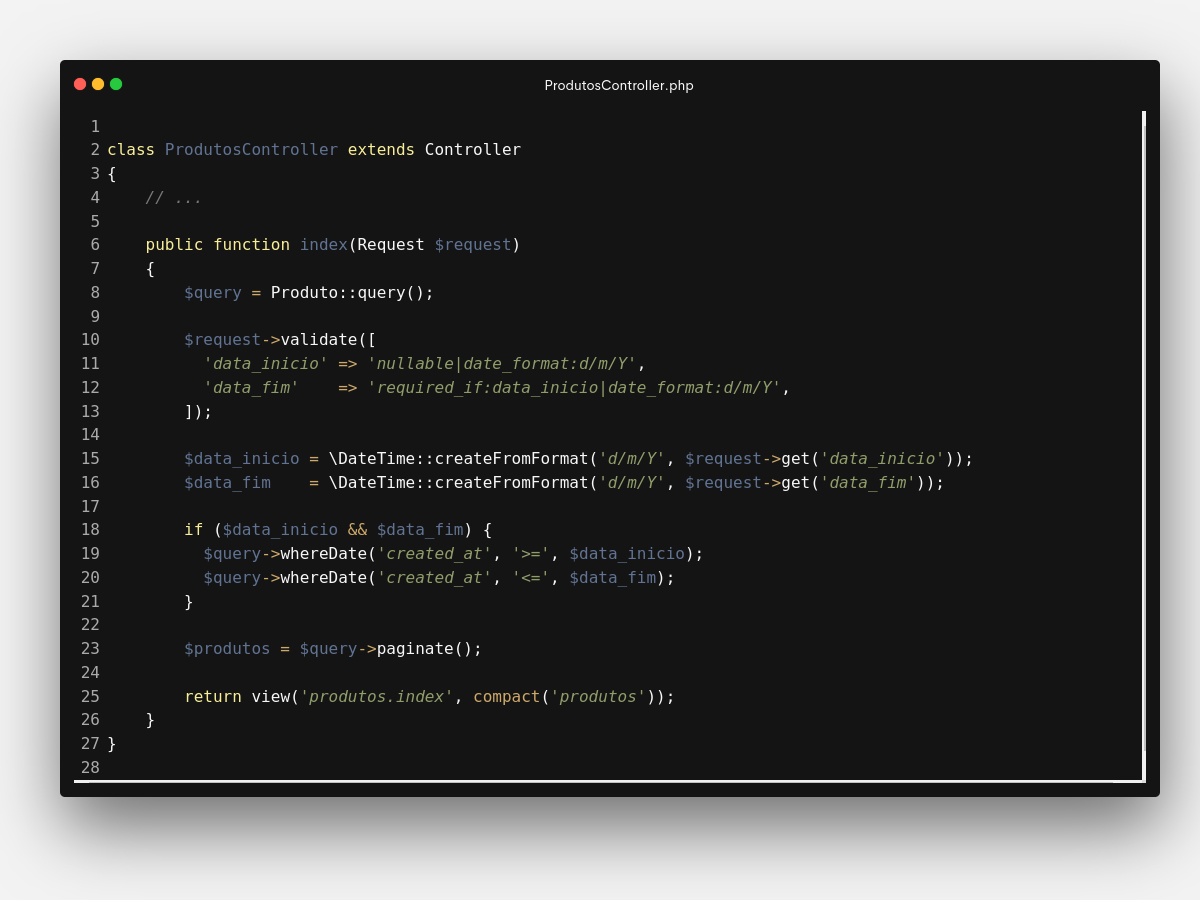 ProdutosController.php
1
2 class ProdutosController extends Controller
3 {
4     // ...
5
6     public function index(Request $request)
7     {
8         $query = Produto::query();
9
10         $request->validate([
11           'data_inicio' => 'nullable|date_format:d/m/Y',
12           'data_fim'    => 'required_if:data_inicio|date_format:d/m/Y',
13         ]);
14
15         $data_inicio = \DateTime::createFromFormat('d/m/Y', $request->get('data_inicio'));
16         $data_fim    = \DateTime::createFromFormat('d/m/Y', $request->get('data_fim'));
17
18         if ($data_inicio && $data_fim) {
19           $query->whereDate('created_at', '>=', $data_inicio);
20           $query->whereDate('created_at', '<=', $data_fim);
21         }
22
23         $produtos = $query->paginate();
24
25         return view('produtos.index', compact('produtos'));
26     }
27 }
28